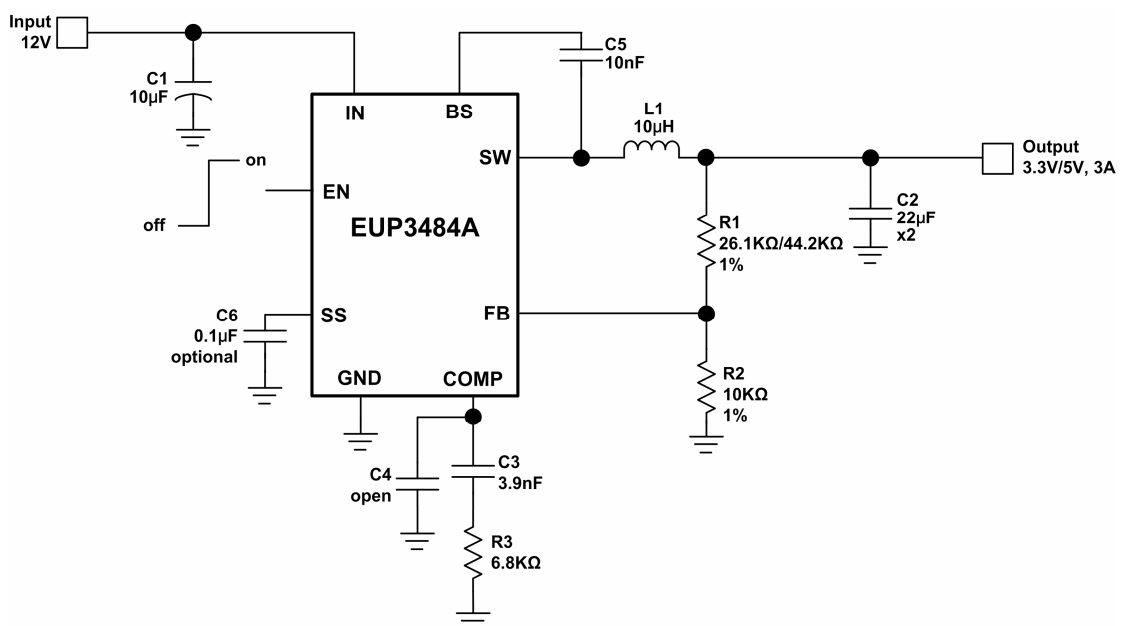 Input
12V
C1
10µF
IN
BS
C5
10nF
L1
10µH
SW
Output
3.3V/5V, 3A
on
off
EN
EUP3484A
C2
22µF
x2
R1
26.1KΩ/44.2KΩ
1%
C6
0.1µF
optional
SS
FB
GND
COMP
R2
10KΩ
1%
C4
open
C3
3.9nF
R3
6.8KΩ